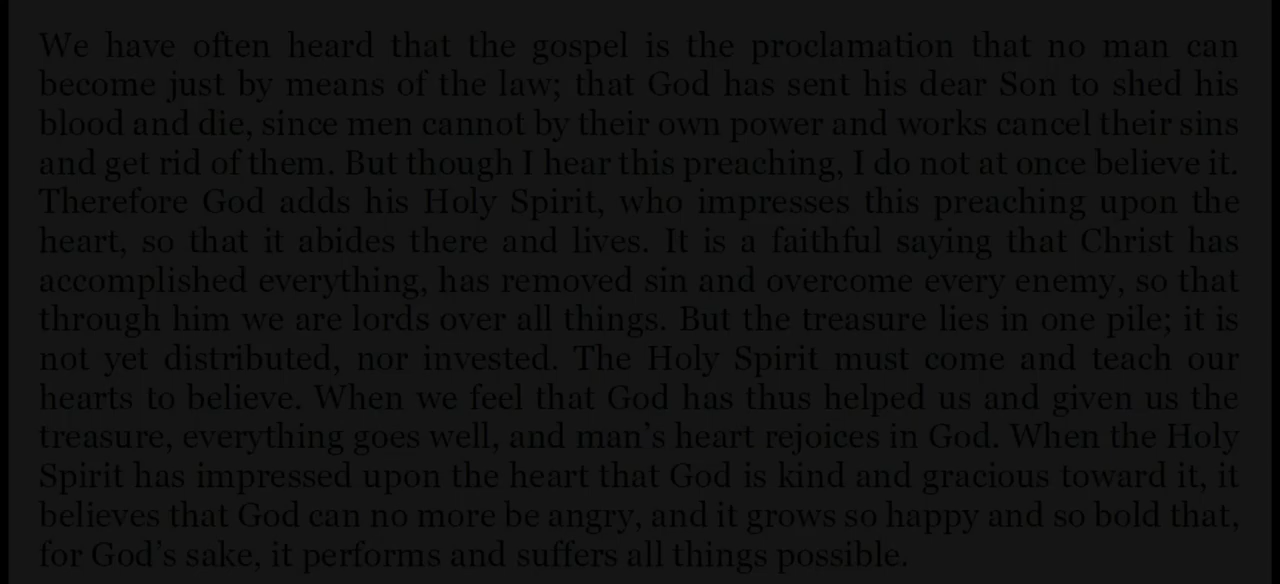 We have often heard that the gospel is the proclamation that no man can
become just by means of the law; that God has sent his dear Son to shed his
blood and die, since men cannot by their own power and works cancel their sins
and get rid of them. But though I hear this preaching, I do not at once believe it.
Therefore God adds his Holy Spirit, who impresses this preaching upon the
heart, so that it abides there and lives. It is a faithful saying that Christ has
accomplished everything, has removed sin and overcome every enemy, so that
through him we are lords over all things. But the treasure lies in one pile; it is
not yet distributed, nor invested. The Holy Spirit must come and teach our
hearts to believe. When we feel that God has thus helped us and given us the
treasure, everything goes well, and man’s heart rejoices in God. When the Holy
Spirit has impressed upon the heart that God is kind and gracious toward it, it
believes that God can no more be angry, and it grows so happy and so bold that,
for God’s sake, it performs and suffers all things possible.